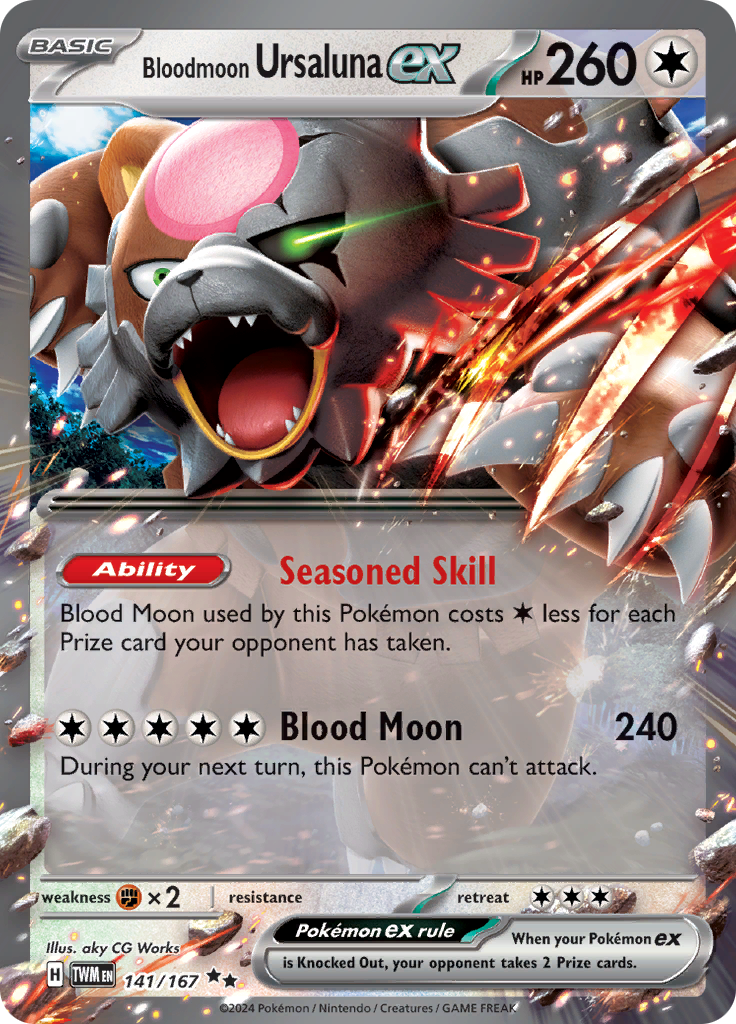 BASIC
Bloodmoon Ursaluna ex HP 260
Ability Seasoned Skill
Blood Moon used by this Pokémon costs less for each
Prize card your opponent has taken.
Blood Moon 240
During your next turn, this Pokémon can't attack.
weakness ×2 resistance retreat
Illus. aky CG Works
Pokémon ex rule When your Pokémon ex
is Knocked Out, your opponent takes 2 Prize cards.
H TWM EN 141/167
©2024 Pokémon / Nintendo / Creatures / GAME FREAK